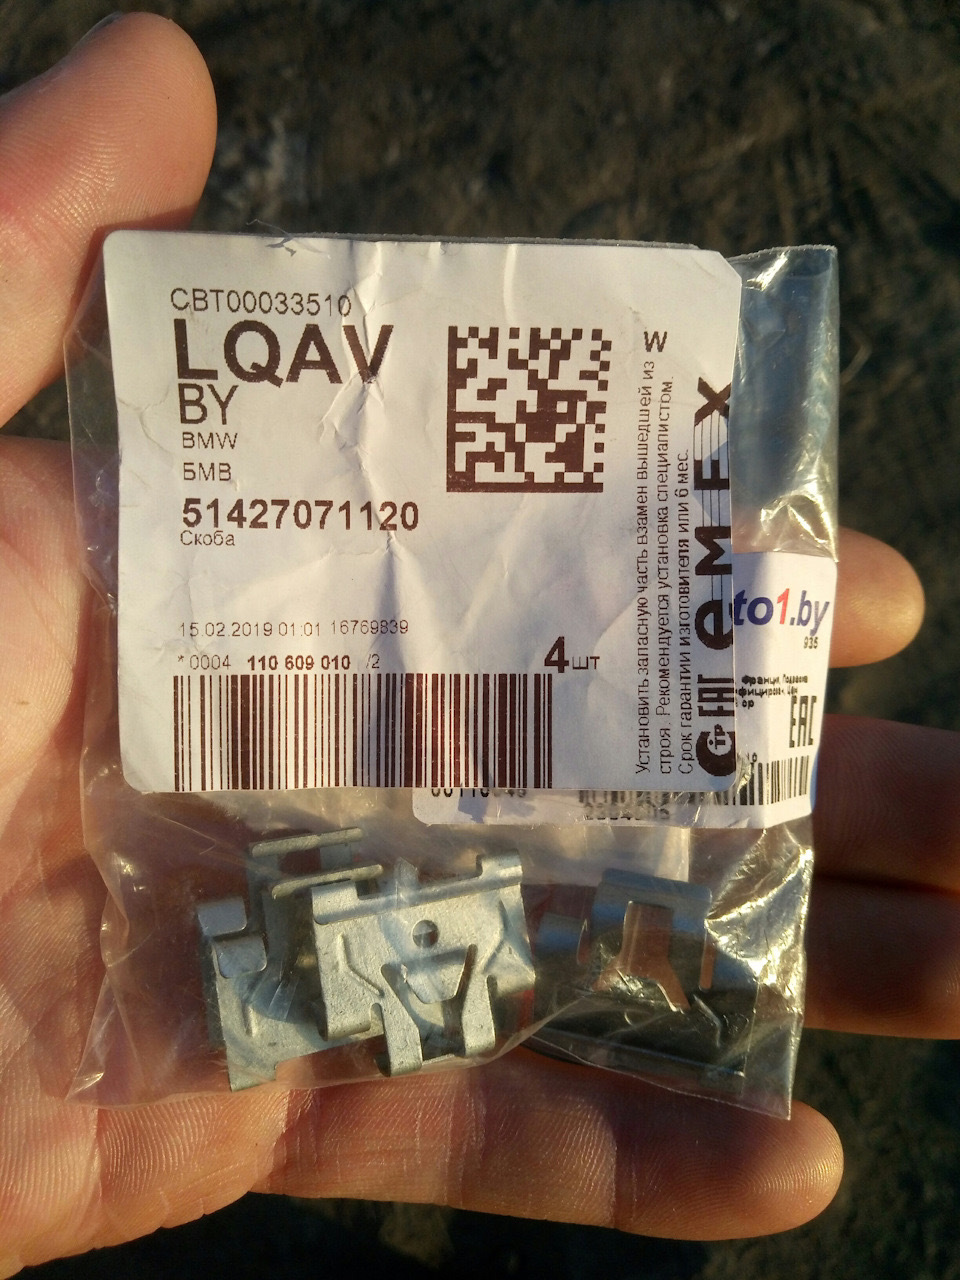 CBT00033510
LQAV
BY
BMW
БМВ
51427071120
Скоба
15.02.2019 01:01 16769839
*0004 110 609 010 /2
4 шт
W
Установить запасную часть взамен вышедшей из
строя. Рекомендуется установка специалистом.
Срок гарантии изготовителя или 6 мес.
emex
EAC
to1.by
935
EAC